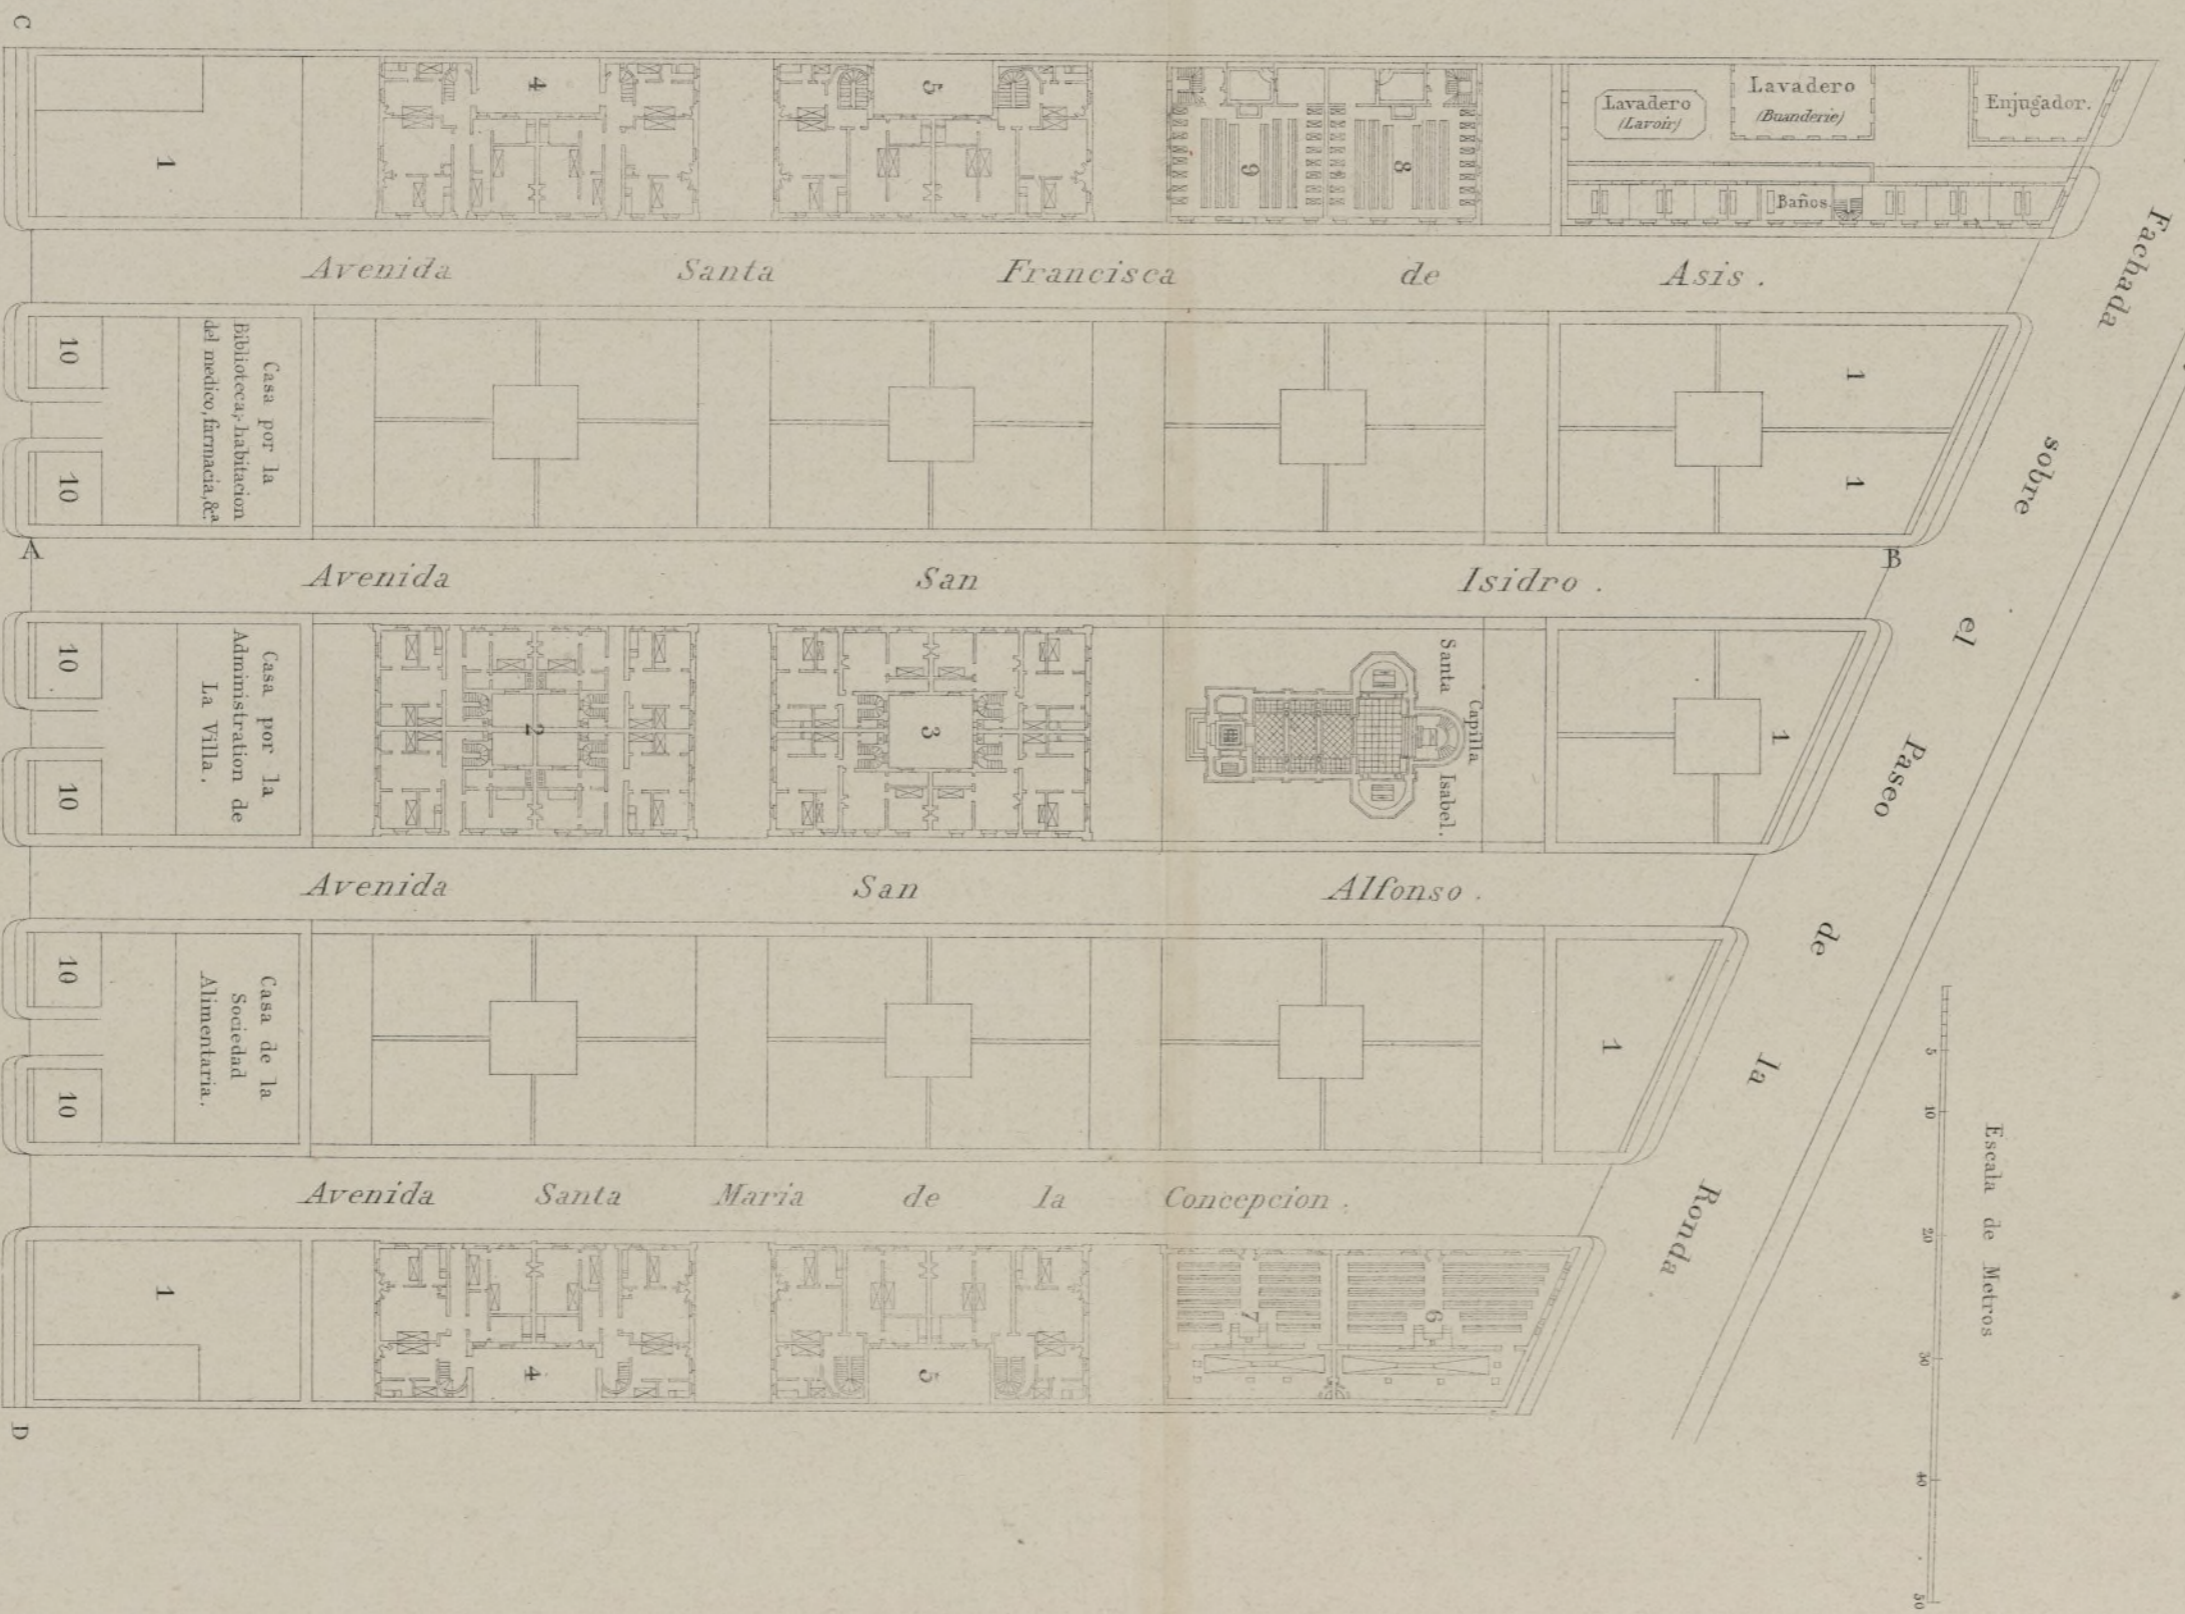 C
4
5
9
8
1
Lavadero
(Lavoir)
Lavadero
(Buanderie)
Enjugador.
Baños.
Avenida Santa Francisca de Asis.
10
10
Casa por la
Biblioteca, habitacion
del medico, farmacia, &ª
1
1
A
B
Avenida San Isidro.
10
10
Casa por la
Administration de
La Villa.
2
3
Santa Isabel.
Capilla
1
Avenida San Alfonso.
10
10
Casa de la
Sociedad
Alimentaria.
1
Avenida Santa Maria de la Concepcion.
1
4
5
7
6
D
Fachada sobre el Paseo de la Ronda
Escala de Metros
5 10 20 30 40 50